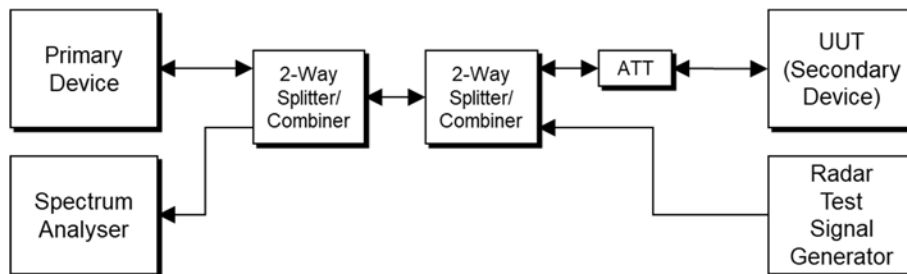 Primary
Device
2-Way
Splitter/
Combiner
2-Way
Splitter/
Combiner
ATT
UUT
(Secondary
Device)
Spectrum
Analyser
Radar
Test
Signal
Generator